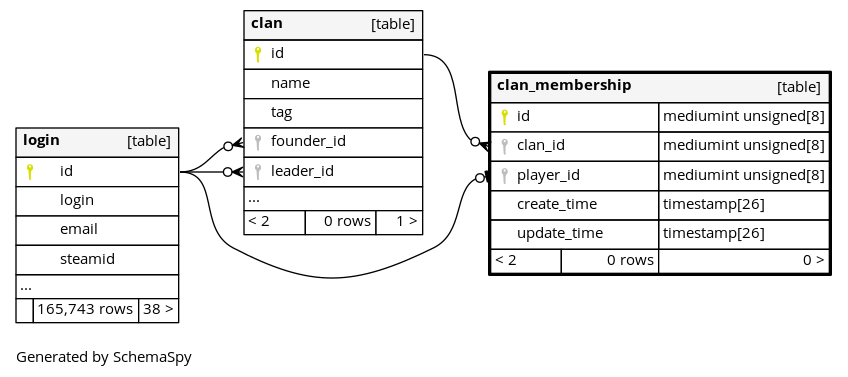 clan [table]
id
name
tag
founder_id
leader_id
...
< 2 0 rows 1 >
clan_membership [table]
id mediumint unsigned[8]
clan_id mediumint unsigned[8]
player_id mediumint unsigned[8]
create_time timestamp[26]
update_time timestamp[26]
< 2 0 rows 0 >
login [table]
id
login
email
steamid
...
165,743 rows 38 >
Generated by SchemaSpy